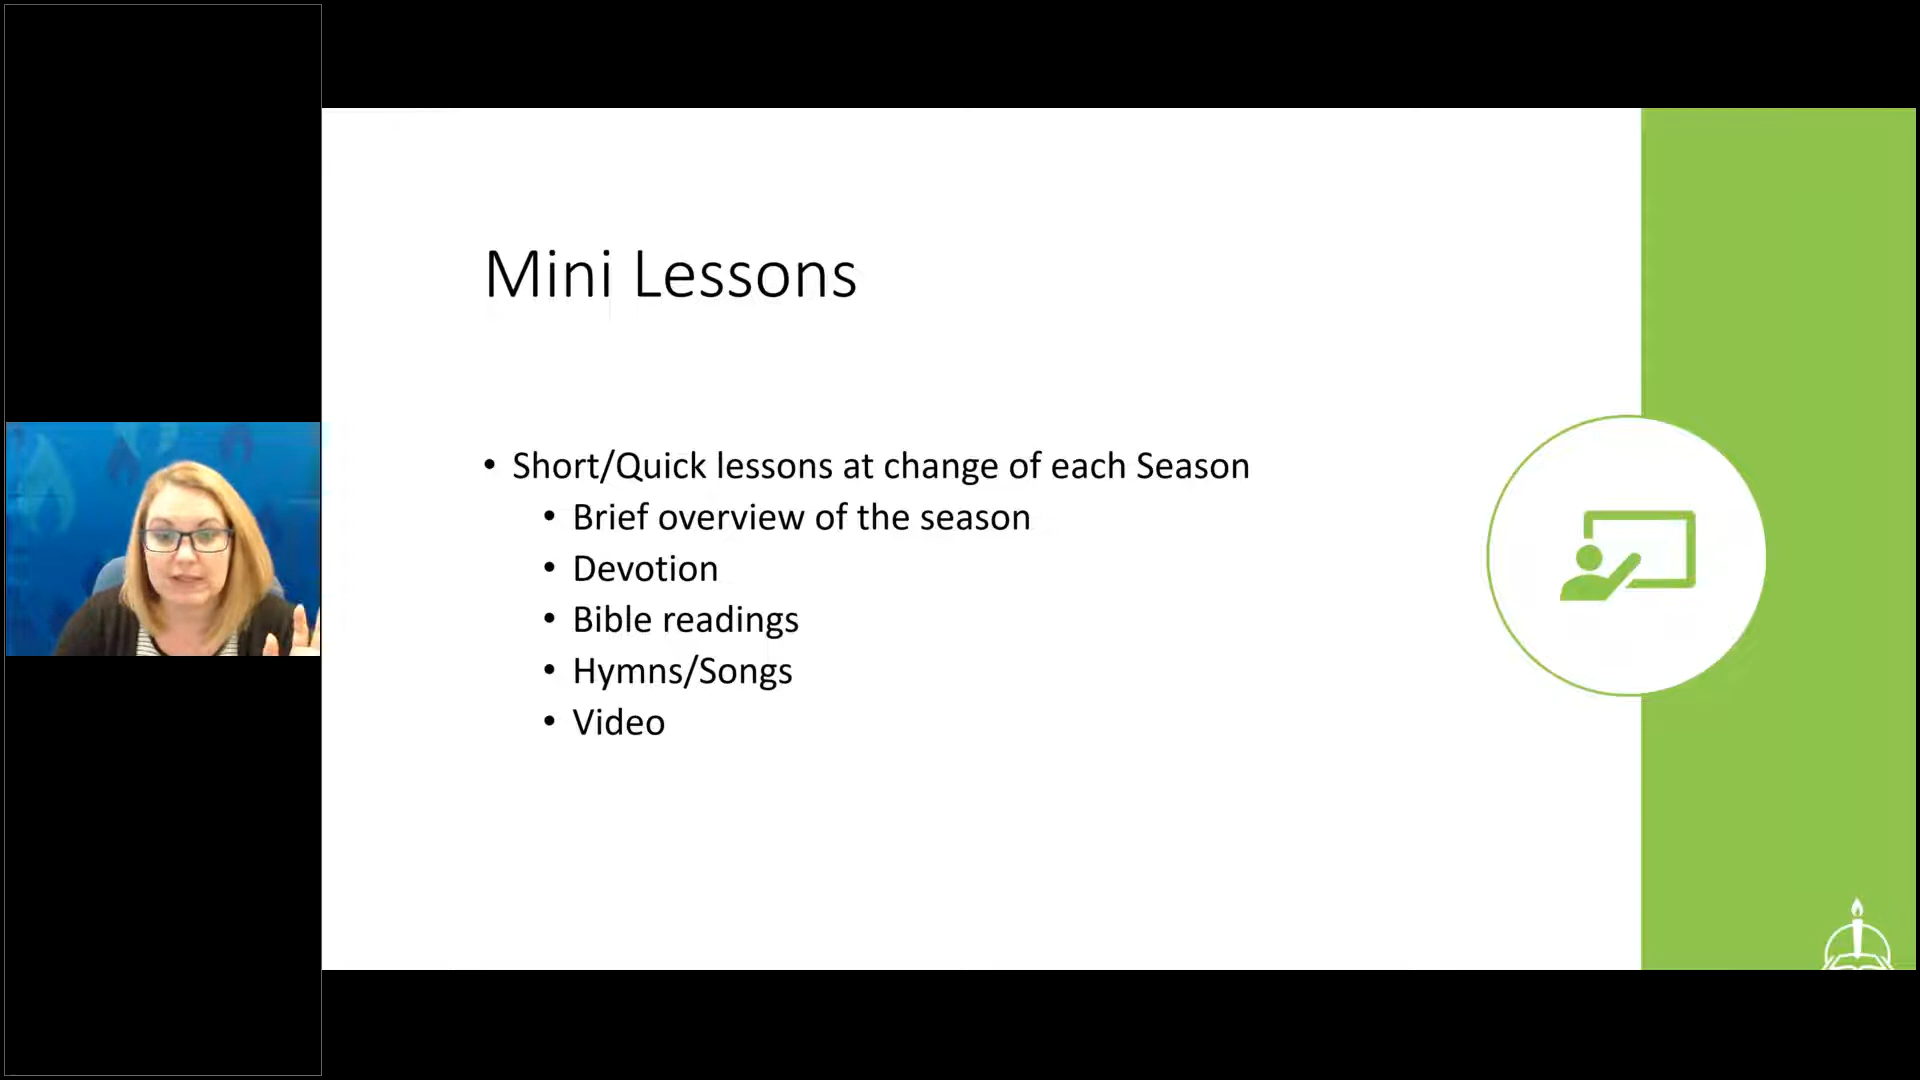 Mini Lessons
• Short/Quick lessons at change of each Season
• Brief overview of the season
• Devotion
• Bible readings
• Hymns/Songs
• Video